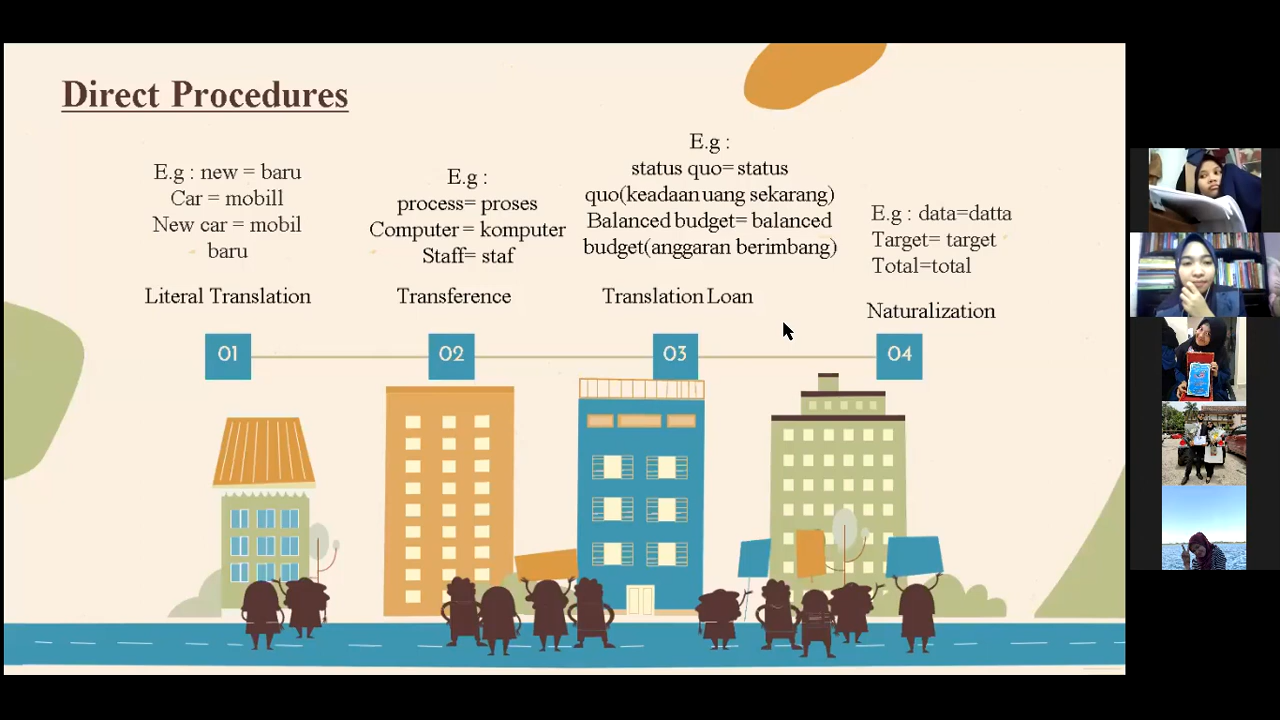 Direct Procedures
E.g : new = baru
Car = mobill
New car = mobil
baru
Literal Translation
01
E.g :
process= proses
Computer = komputer
Staff= staf
Transference
02
E.g :
status quo= status
quo(keadaan uang sekarang)
Balanced budget= balanced
budget(anggaran berimbang)
Translation Loan
03
E.g : data=datta
Target= target
Total=total
Naturalization
04